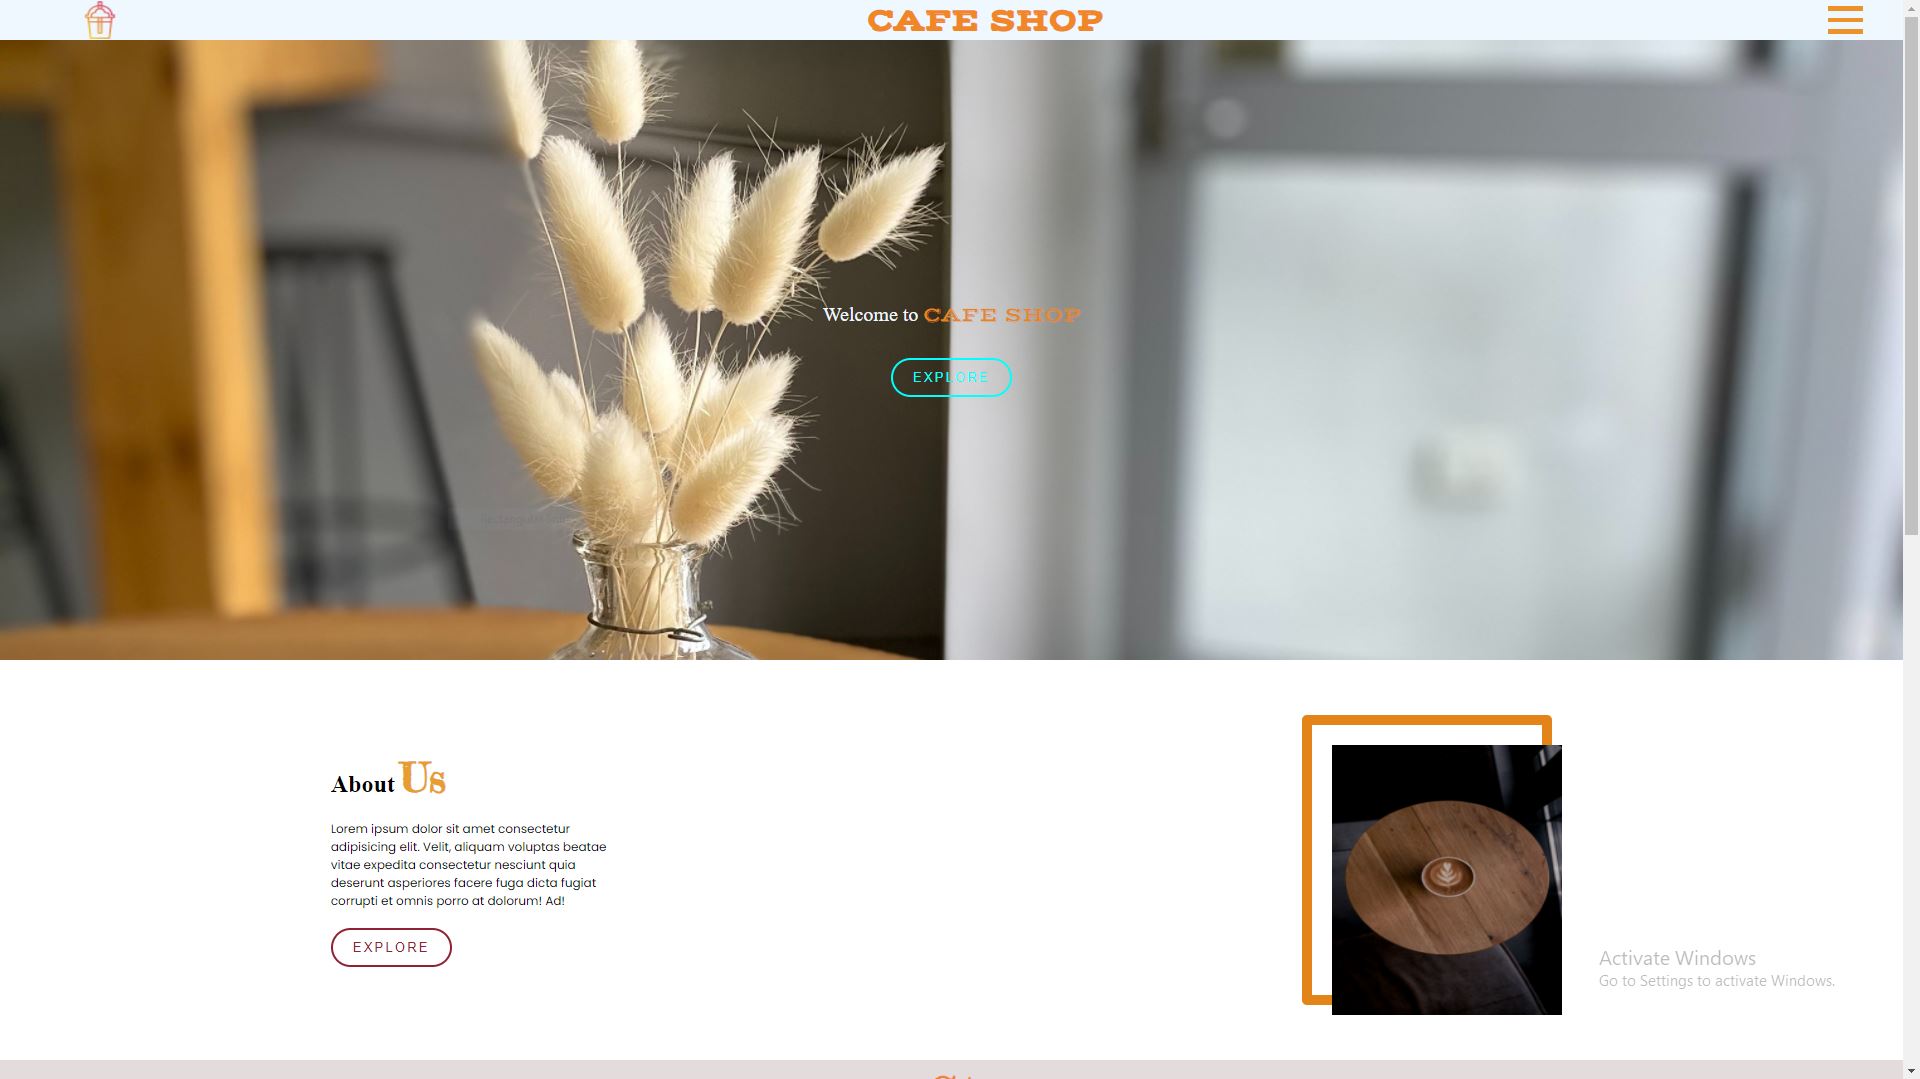 CAFE SHOP
Welcome to CAFE SHOP
EXPLORE
About Us
Lorem ipsum dolor sit amet consectetur
adipisicing elit. Velit, aliquam voluptas beatae
vitae expedita consectetur nesciunt quia
deserunt asperiores facere fuga dicta fugiat
corrupti et omnis porro at dolorum! Ad!
EXPLORE
Activate Windows
Go to Settings to activate Windows.